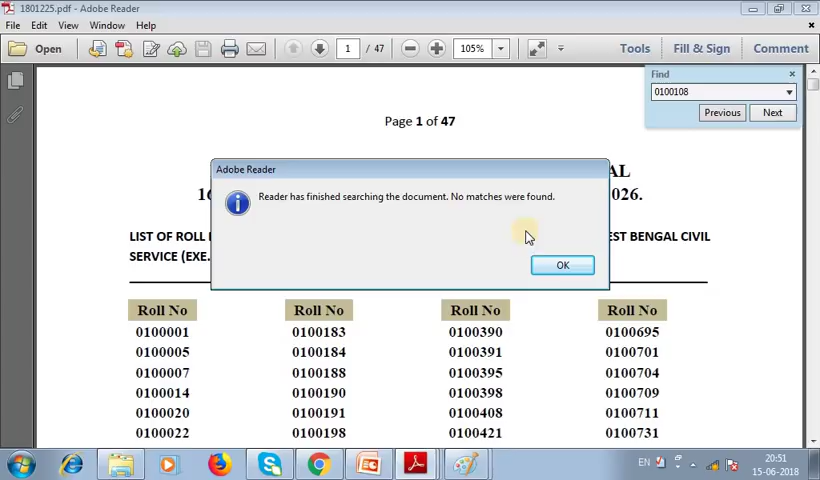 1801225.pdf - Adobe Reader
File Edit View Window Help
Open 1 / 47 105% Tools Fill & Sign Comment
Find
0100108
Previous Next
Page 1 of 47
AL
16 026.
LIST OF ROLL EST BENGAL CIVIL
SERVICE (EXE.
Adobe Reader
Reader has finished searching the document. No matches were found.
OK
Roll No Roll No Roll No Roll No
0100001 0100183 0100390 0100695
0100005 0100184 0100391 0100701
0100007 0100188 0100395 0100704
0100014 0100190 0100398 0100709
0100020 0100191 0100408 0100711
0100022 0100198 0100421 0100731
EN 20:51
15-06-2018